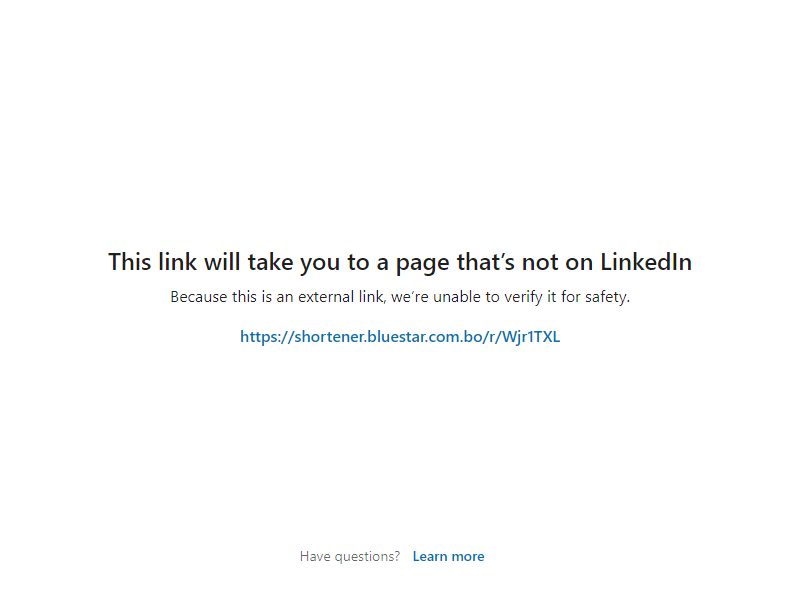 This link will take you to a page that’s not on LinkedIn
Because this is an external link, we’re unable to verify it for safety.
https://shortener.bluestar.com.bo/r/Wjr1TXL
Have questions? Learn more